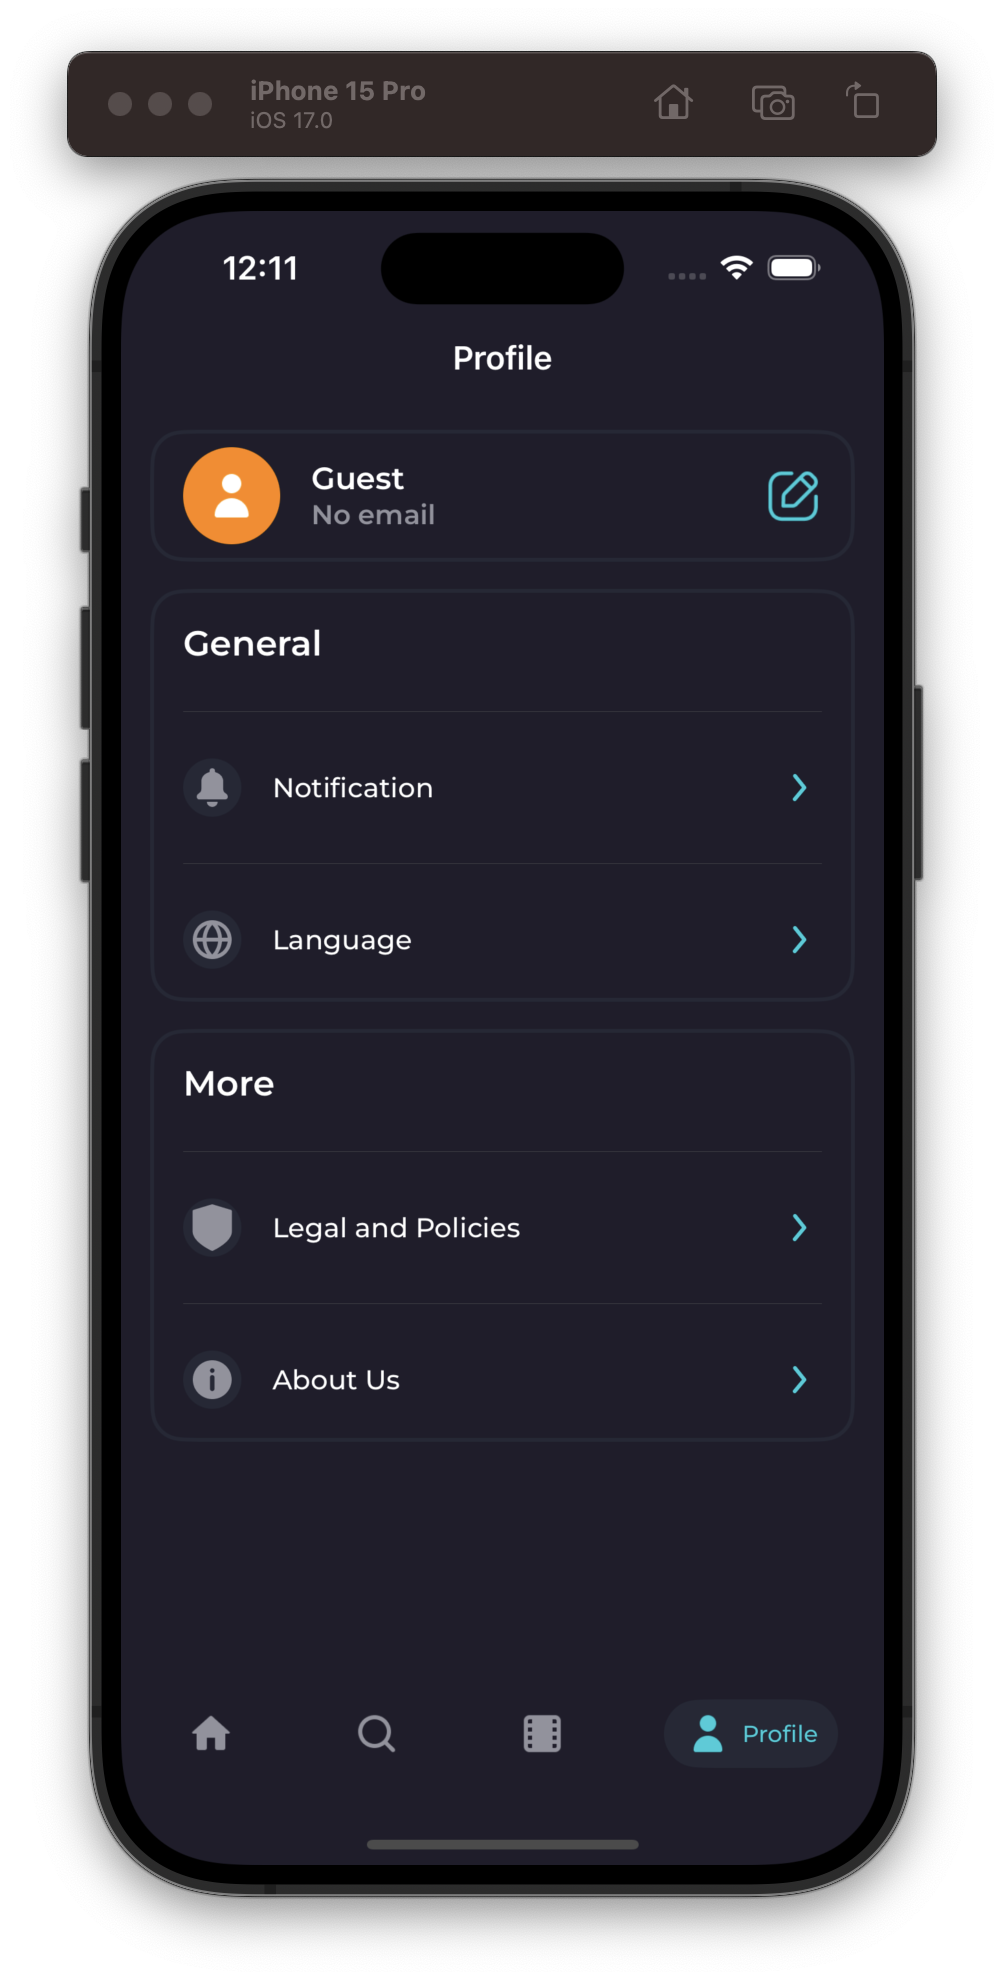 iPhone 15 Pro
iOS 17.0
12:11
Profile
Guest
No email
General
Notification
Language
More
Legal and Policies
About Us
Profile